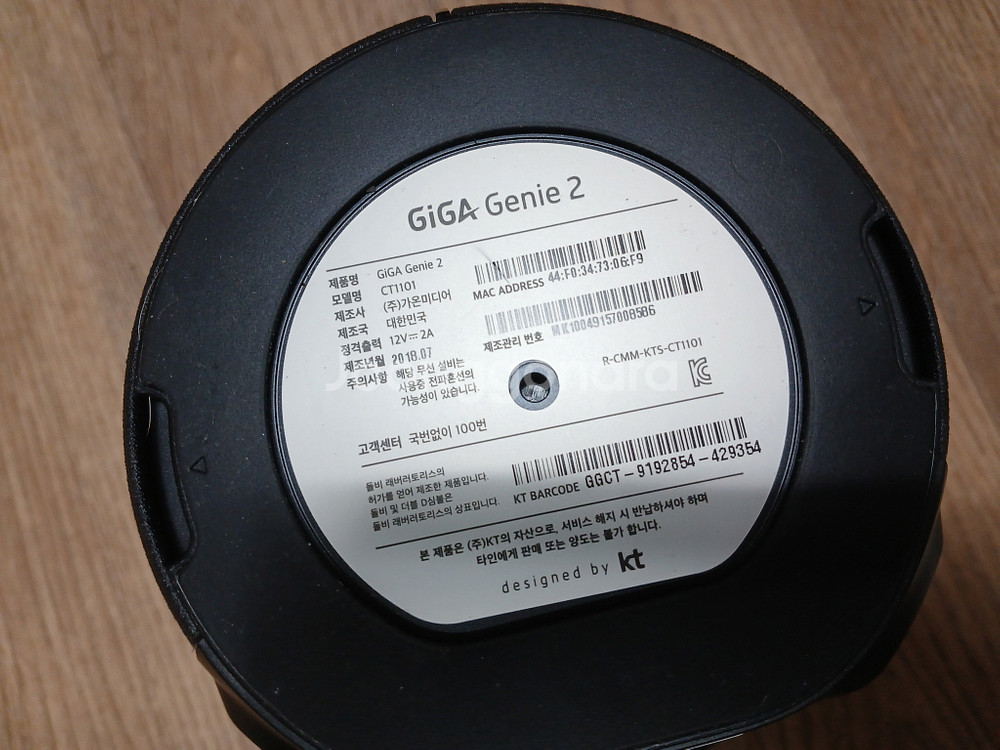 GiGA Genie 2
제품명 GiGA Genie 2
모델명 CT1101
제조사 (주)가온미디어
제조국 대한민국
정격출력 12V⎓2A
제조년월 2018.07
주의사항 해당 무선 설비는
사용중 전파혼선의
가능성이 있습니다.
MAC ADDRESS 44:F0:34:73:06:F9
제조관리 번호 MK10049157008586
R-CMM-KTS-CT1101
고객센터 국번없이 100번
돌비 래버러토리스의
허가를 얻어 제조한 제품입니다.
돌비 및 더블 D심볼은
돌비 래버러토리스의 상표입니다.
KT BARCODE GGCT-9192854-429354
본 제품은 (주)KT의 자산으로, 서비스 해지 시 반납하셔야 하며
타인에게 판매 또는 양도는 불가 합니다.
designed by kt